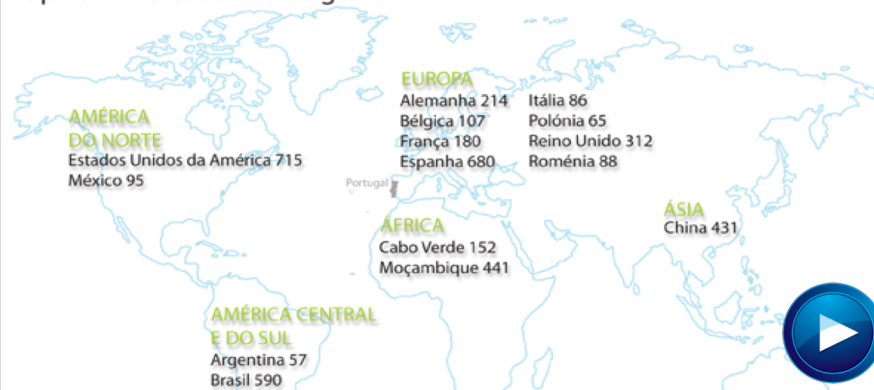 AMÉRICA
DO NORTE
Estados Unidos da América 715
México 95
EUROPA
Alemanha 214 Itália 86
Bélgica 107 Polónia 65
França 180 Reino Unido 312
Espanha 680 Roménia 88
Portugal
ÁFRICA
Cabo Verde 152
Moçambique 441
ÁSIA
China 431
AMÉRICA CENTRAL
E DO SUL
Argentina 57
Brasil 590